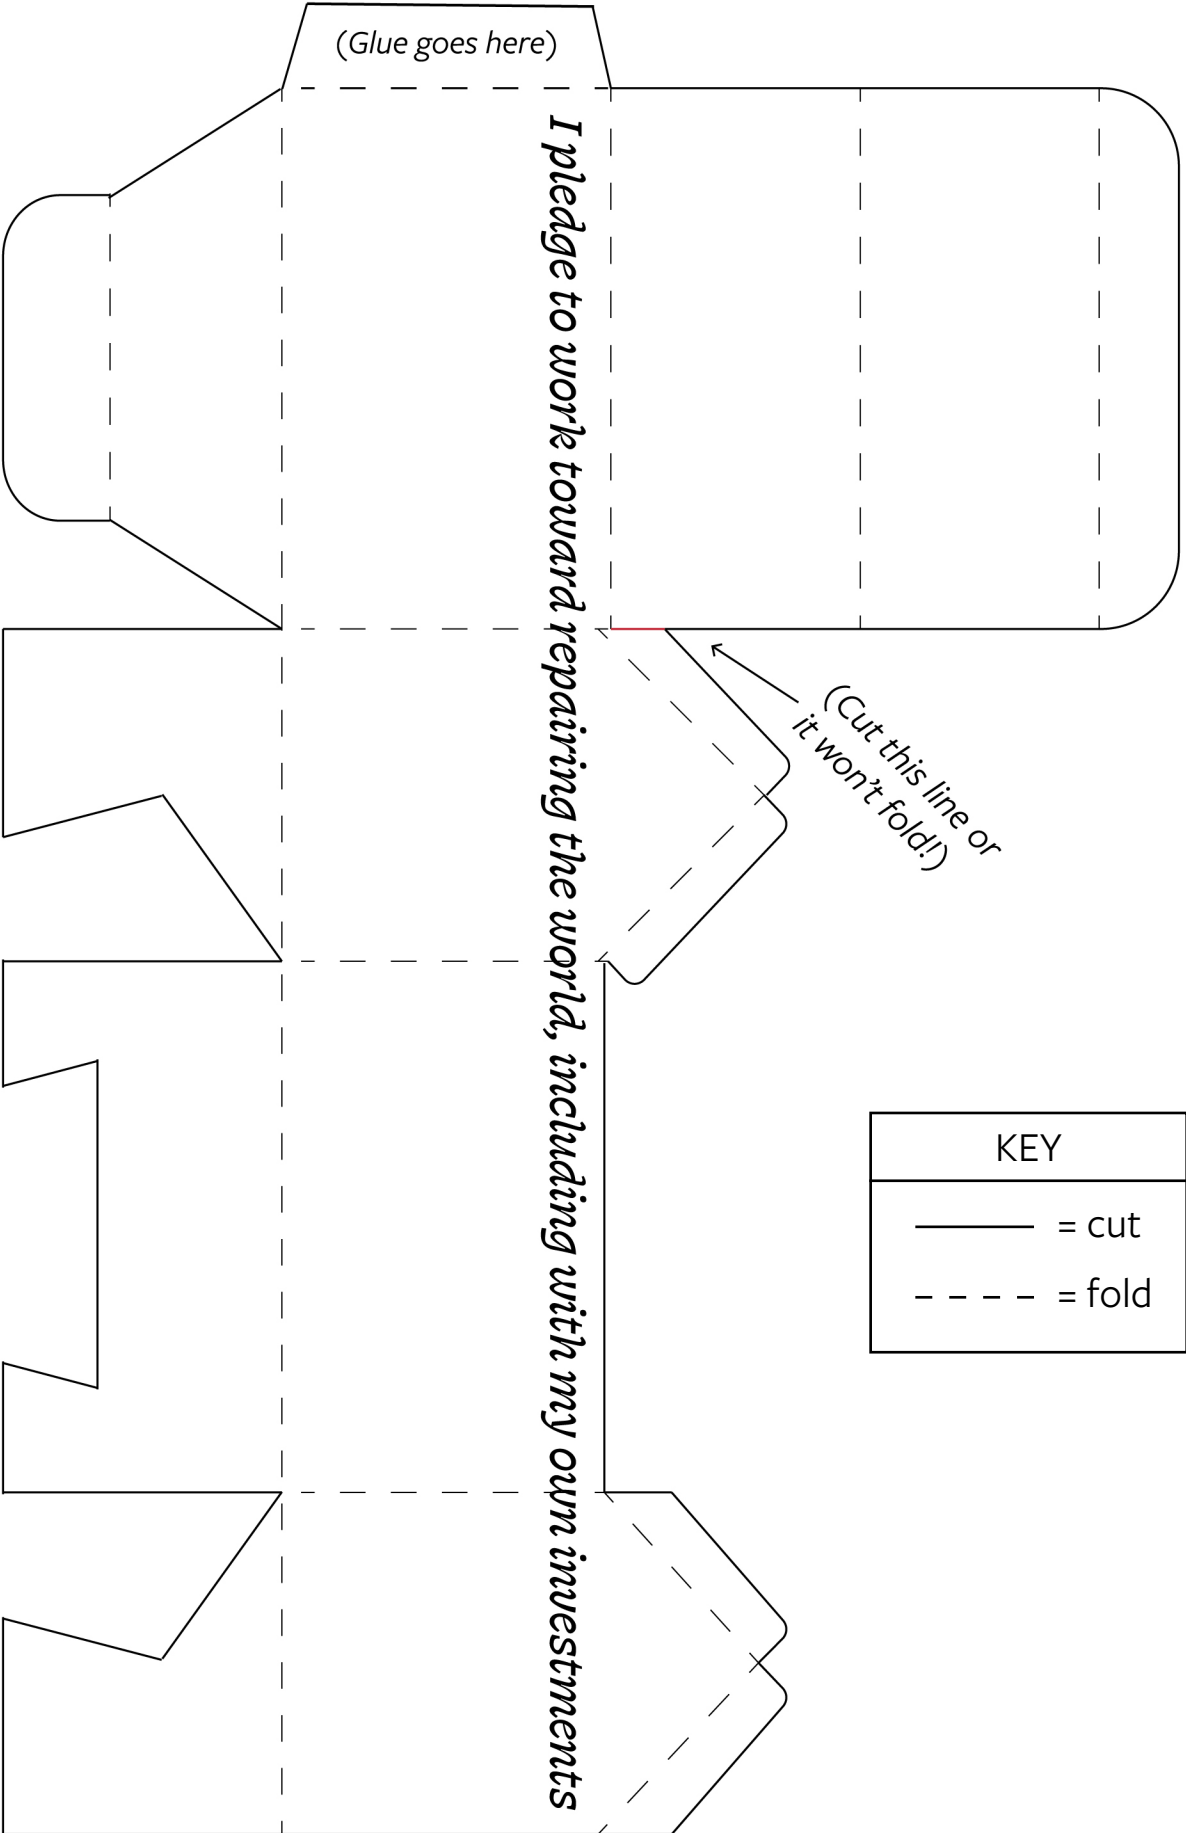 (Glue goes here)
I pledge to work toward repairing the world, including with my own investments
(Cut this line or
it won't fold!)
KEY
= cut
= fold